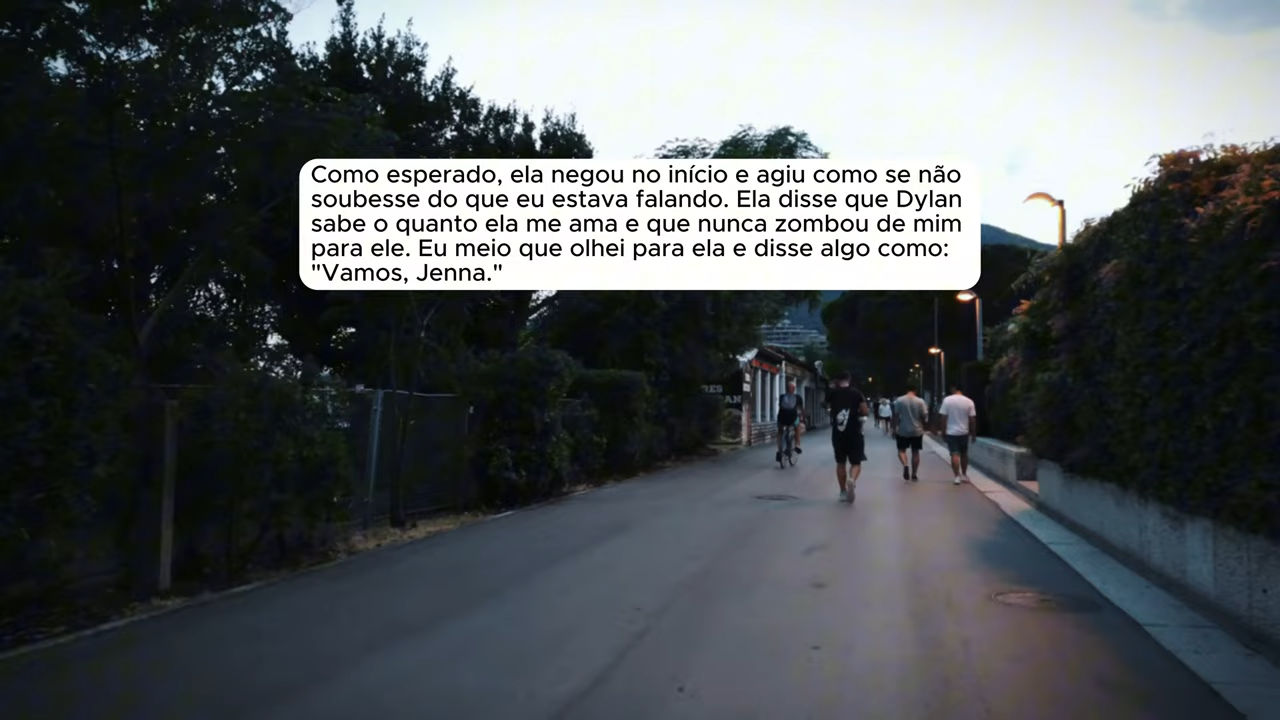 Como esperado, ela negou no início e agiu como se não
soubesse do que eu estava falando. Ela disse que Dylan
sabe o quanto ela me ama e que nunca zombou de mim
para ele. Eu meio que olhei para ela e disse algo como:
"Vamos, Jenna."